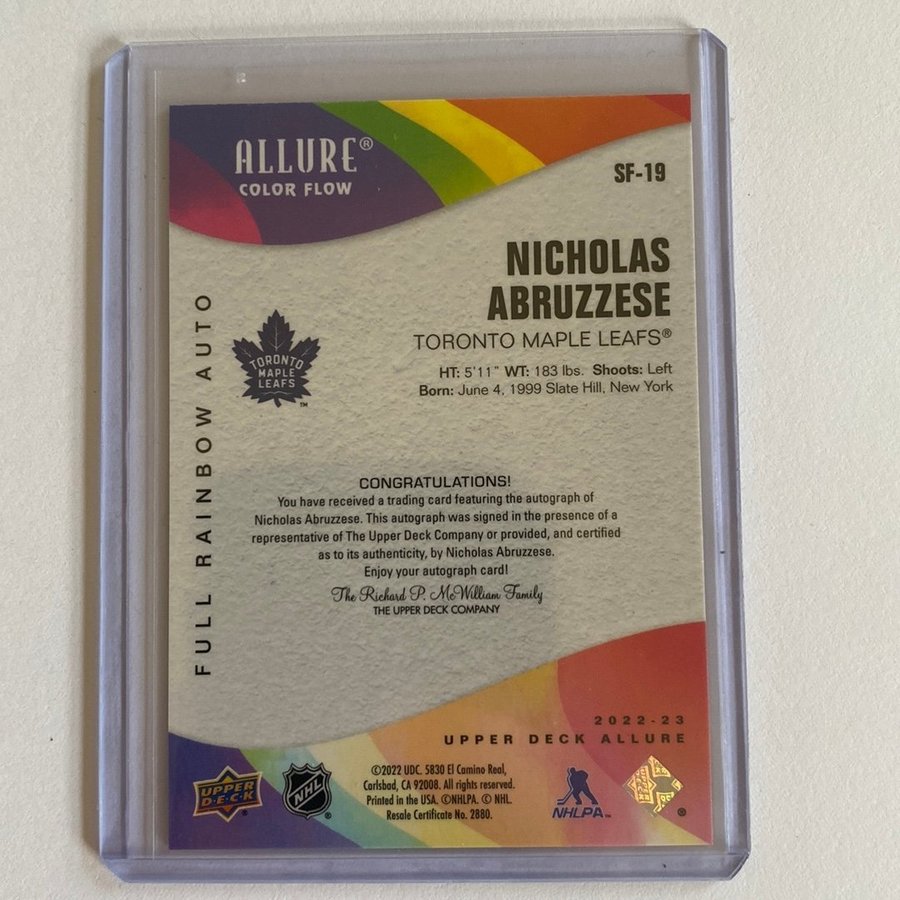 ALLURE®
COLOR FLOW
SF-19
NICHOLAS
ABRUZZESE
TORONTO MAPLE LEAFS®
HT: 5'11" WT: 183 lbs. Shoots: Left
Born: June 4, 1999 Slate Hill, New York
FULL RAINBOW AUTO
TORONTO
MAPLE
LEAFS
™
CONGRATULATIONS!
You have received a trading card featuring the autograph of
Nicholas Abruzzese. This autograph was signed in the presence of a
representative of The Upper Deck Company or provided, and certified
as to its authenticity, by Nicholas Abruzzese.
Enjoy your autograph card!
The Richard P. McWilliam Family
THE UPPER DECK COMPANY
2022-23
UPPER DECK ALLURE
UPPER
DECK
NHL
®
©2022 UDC. 5830 El Camino Real,
Carlsbad, CA 92008. All rights reserved.
Printed in the USA. ©NHLPA. © NHL.
Resale Certificate No. 2880.
NHLPA™
®